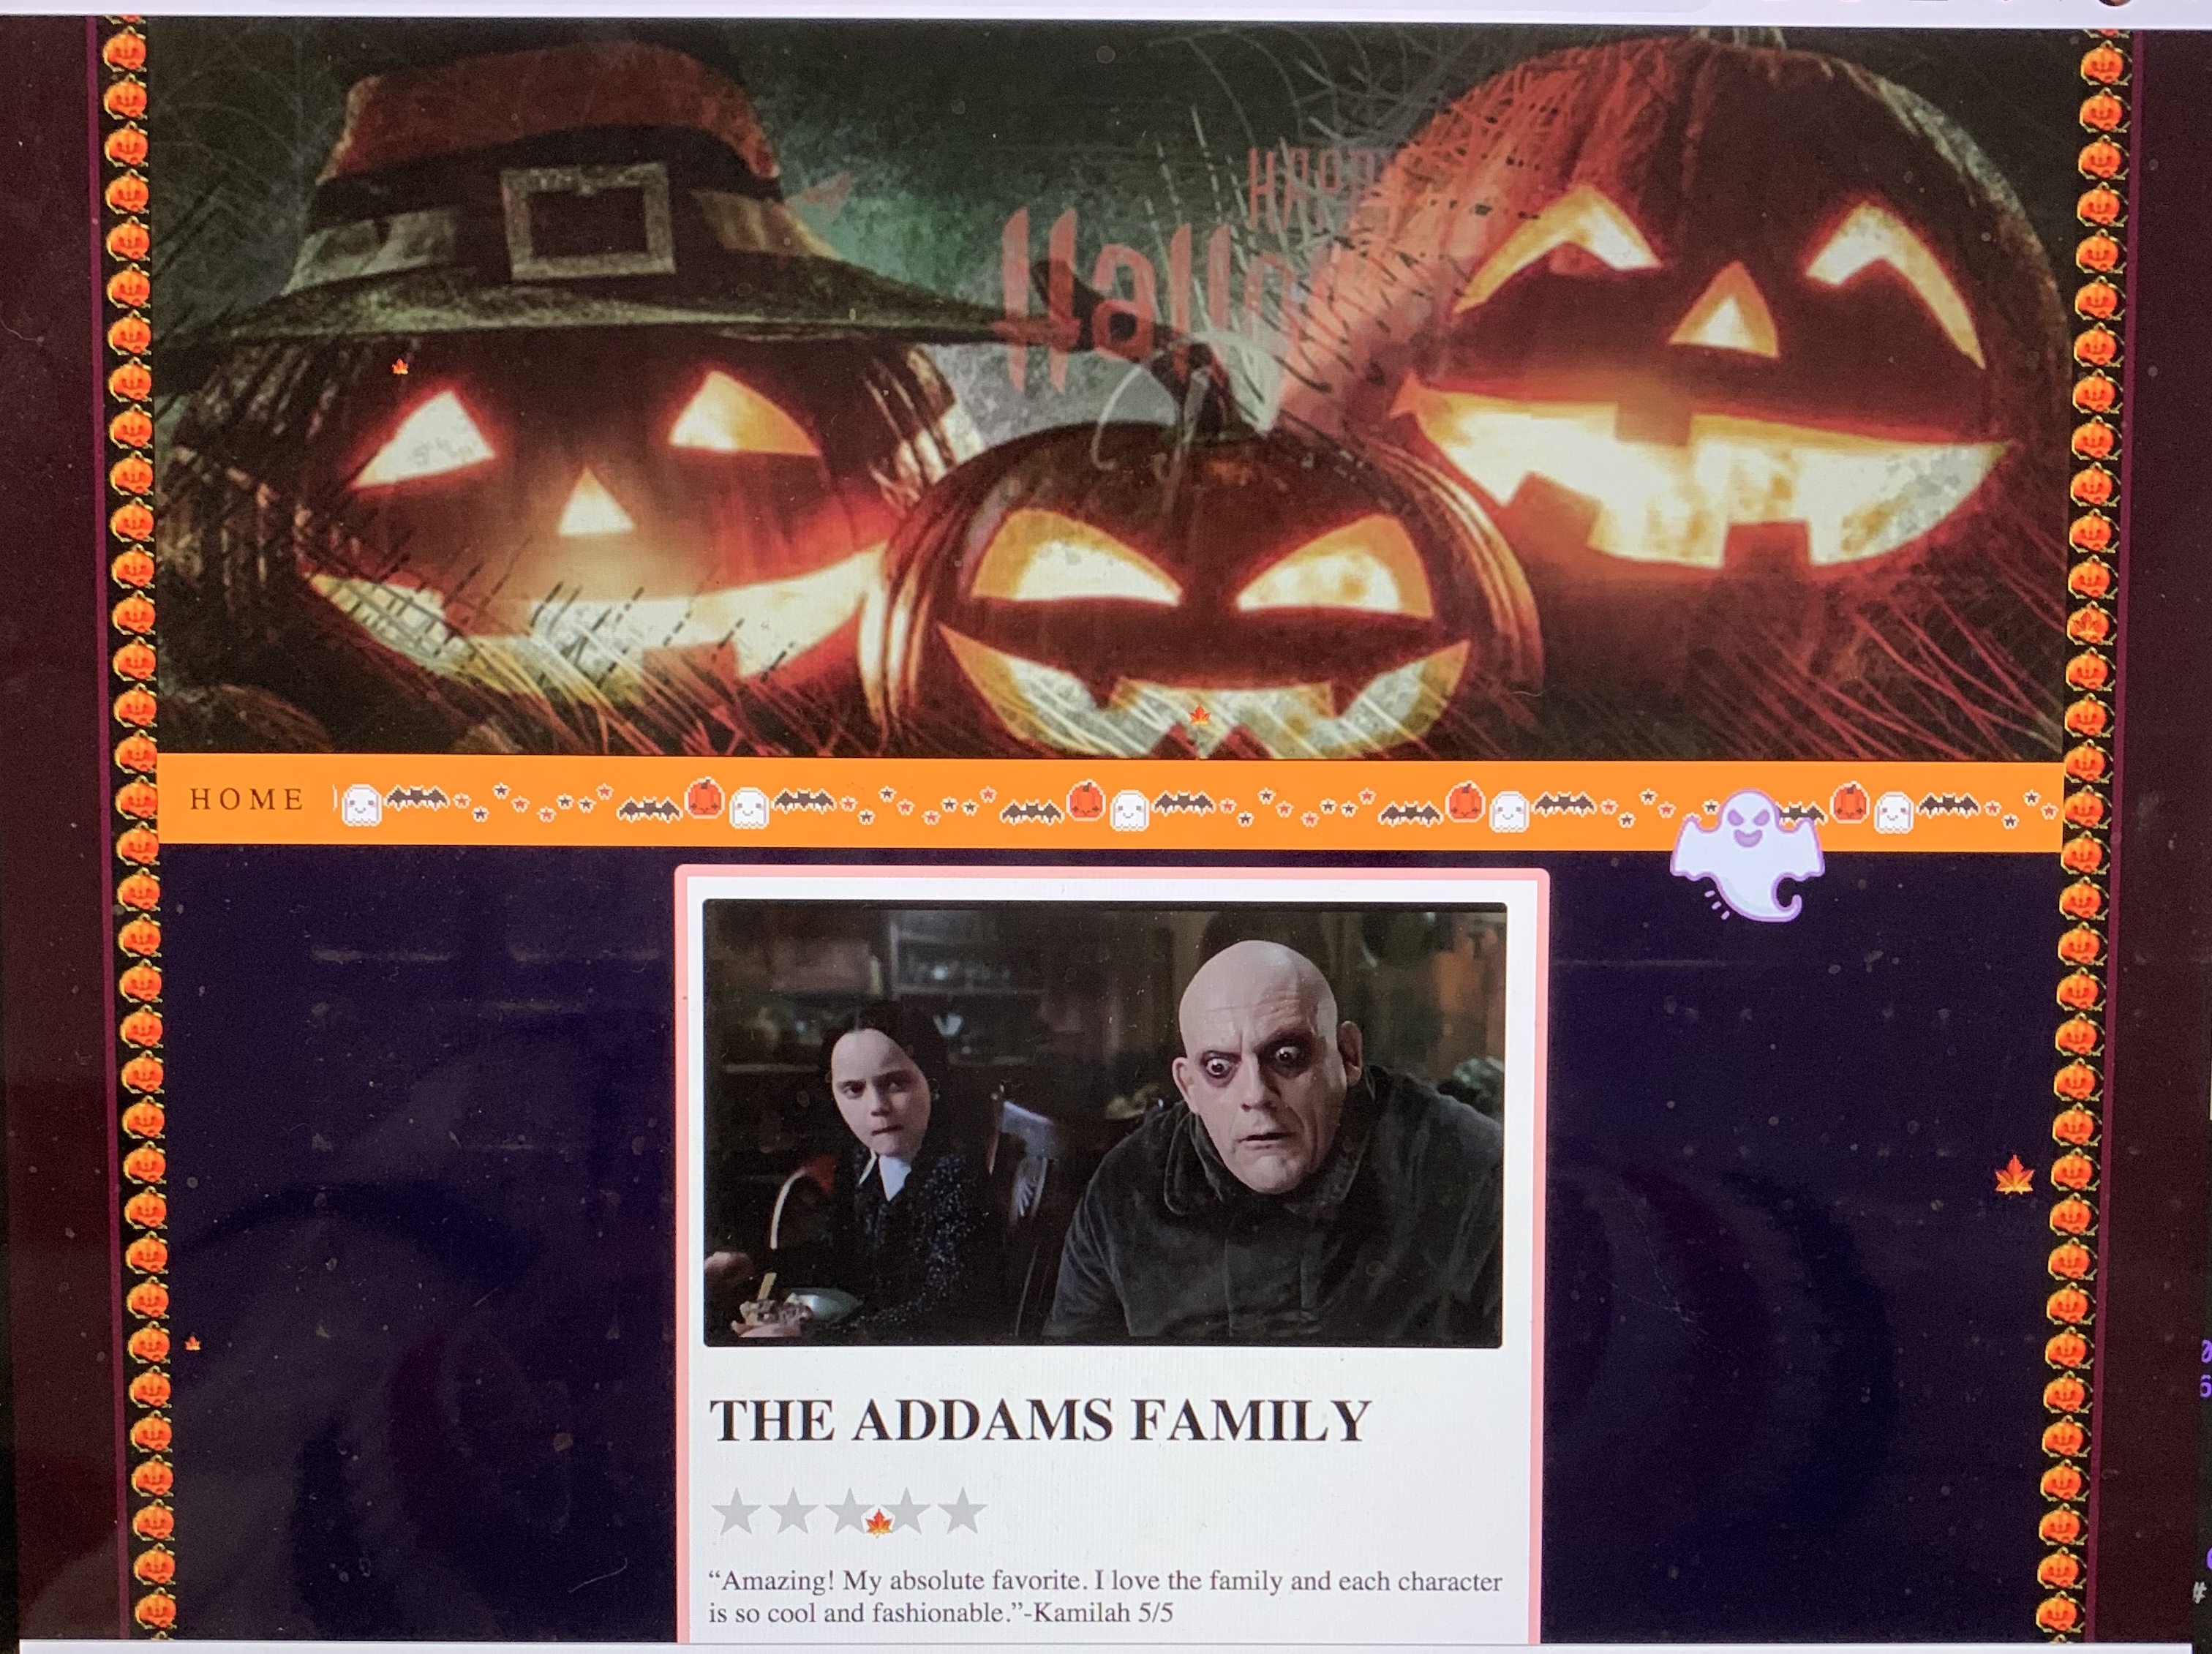 HAPPY
Hallo
HOME
THE ADDAMS FAMILY
“Amazing! My absolute favorite. I love the family and each character
is so cool and fashionable.”-Kamilah 5/5